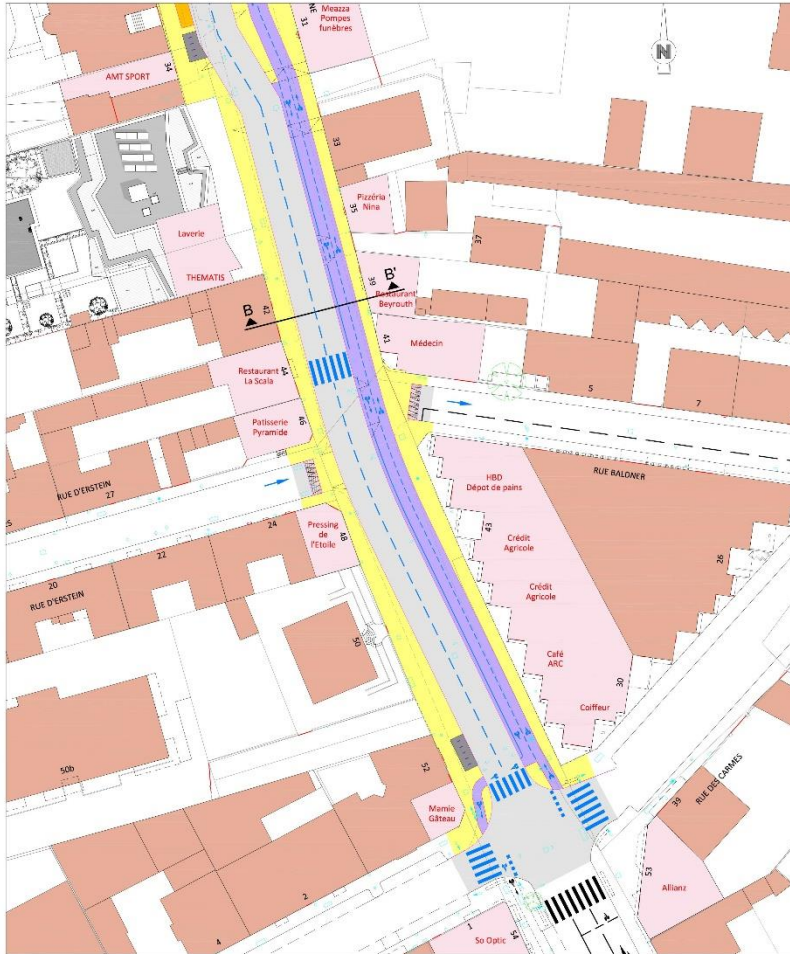 Meazza
Pompes
funèbres
31
NE
AMT SPORT
34
33
N
Pizzéria
Nina
35
37
Laverie
THEMATIS
39
Restaurant
Beyrouth
B
B'
42
41
Médecin
Restaurant
La Scala
44
5
7
Patisserie
Pyramide
46
RUE BALDNER
RUE D'ERSTEIN
27
HBD
Dépot de pains
43
Crédit
Agricole
Crédit
Agricole
26
24
22
20
Pressing
de
l'Etoile
48
RUE D'ERSTEIN
50
Café
ARC
30
Coiffeur
50b
52
RUE DES CARMES
39
Mamie
Gâteau
53
Allianz
2
4
1
So Optic
54